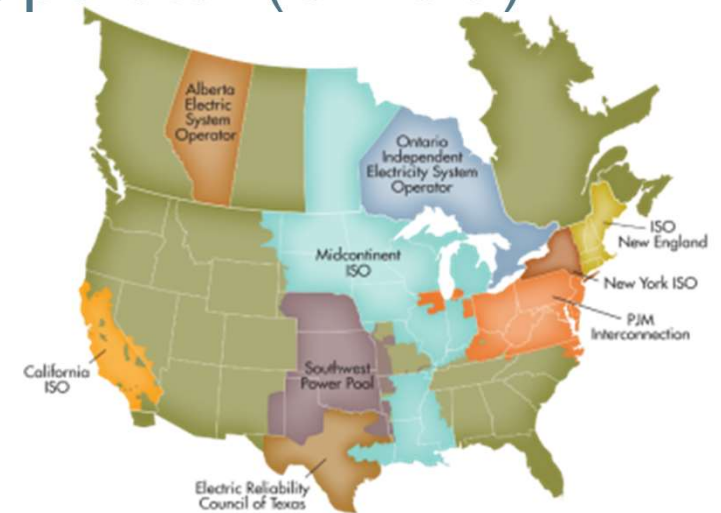 Alberta
Electric
System
Operator
Ontario
Independent
Electricity System
Operator
ISO
New England
Midcontinent
ISO
New York ISO
PJM
Interconnection
California
ISO
Southwest
Power Pool
Electric Reliability
Council of Texas